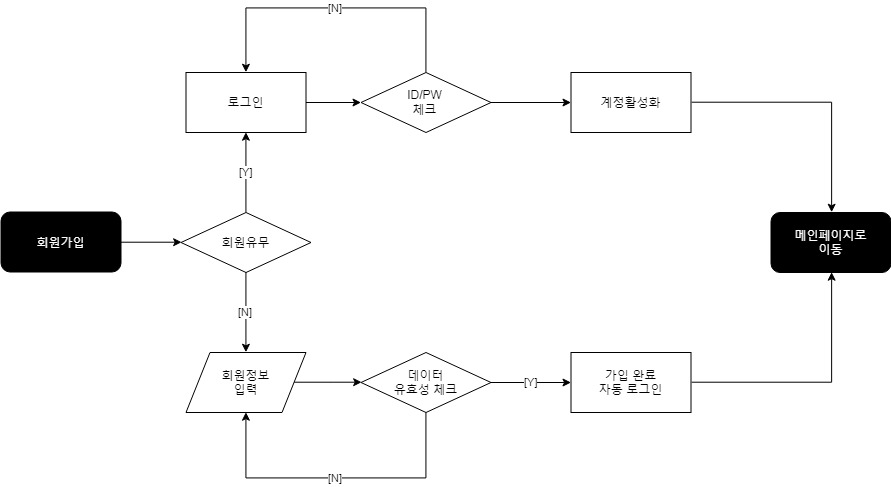 [N]
로그인
ID/PW
체크
계정활성화
[Y]
회원가입
회원유무
메인페이지로
이동
[N]
회원정보
입력
데이터
유효성 체크
[Y]
가입 완료
자동 로그인
[N]